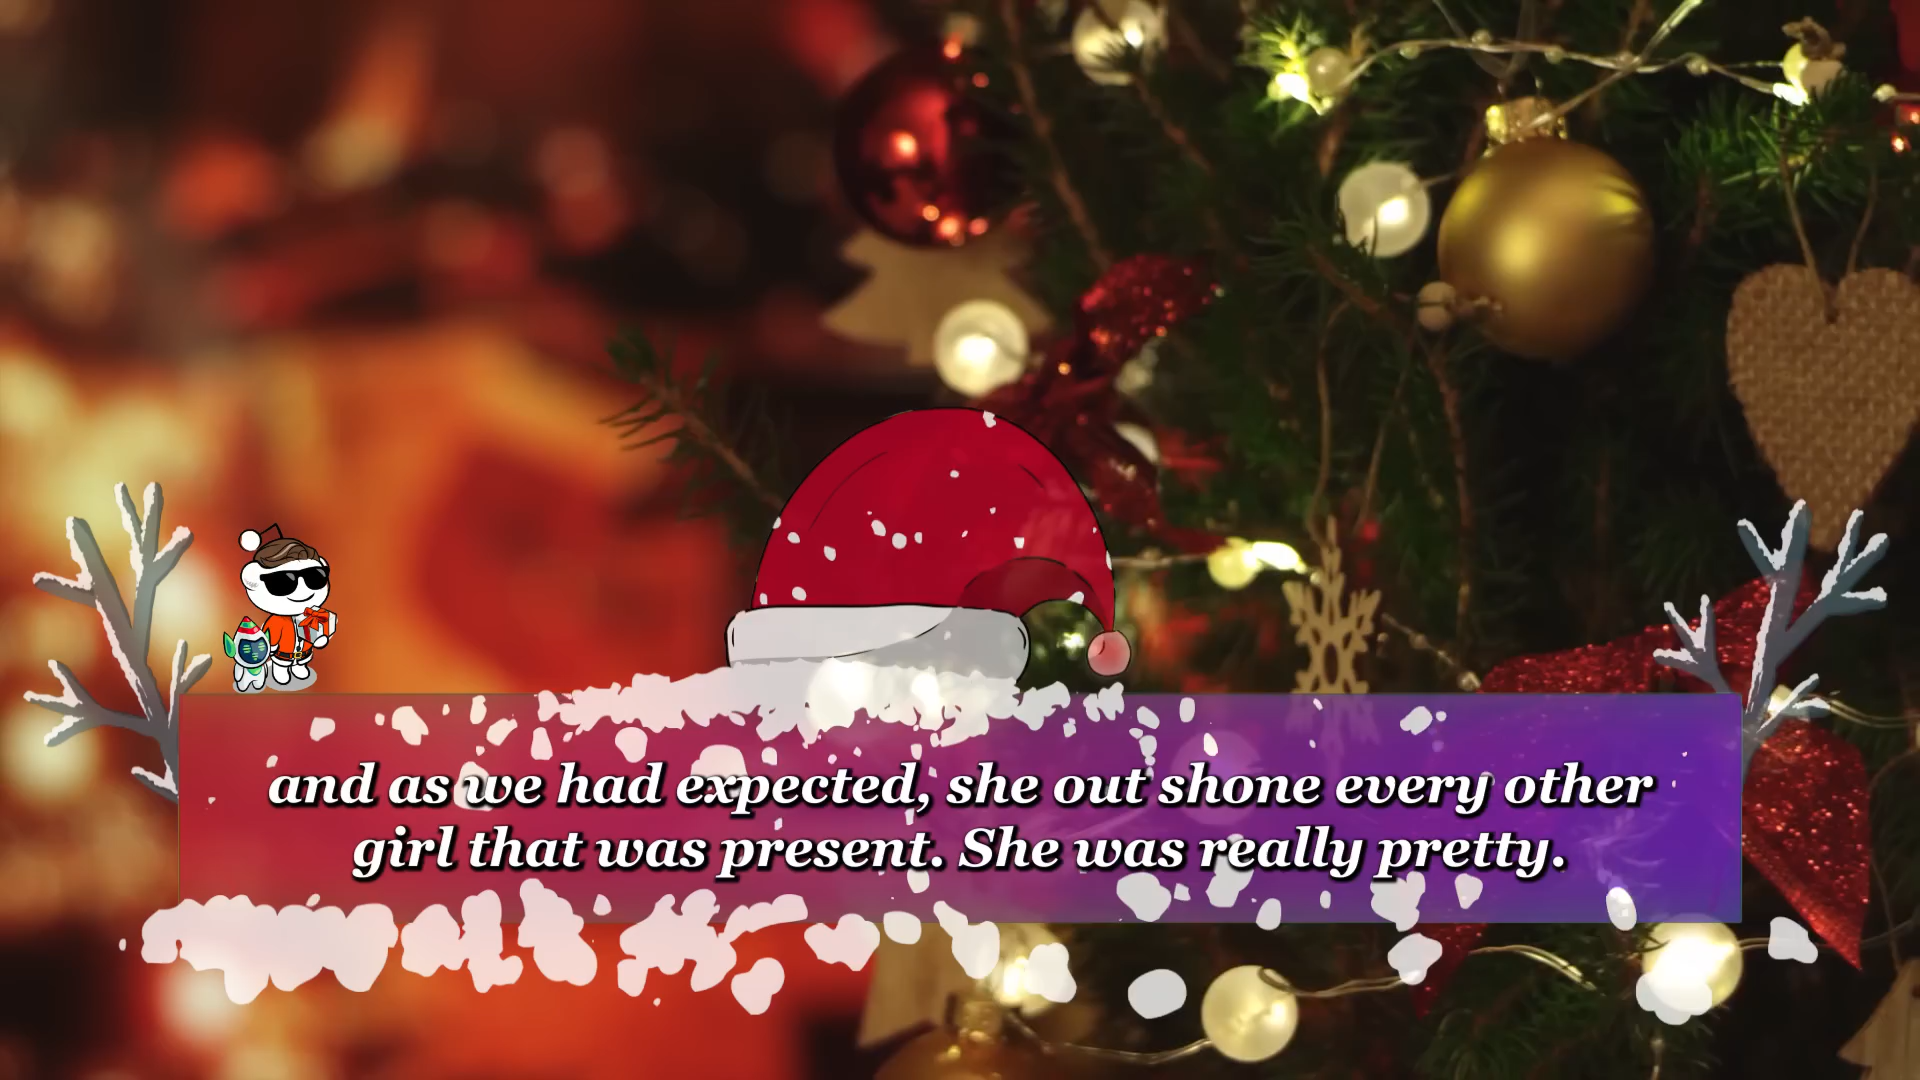 and as we had expected, she out shone every other
girl that was present. She was really pretty.